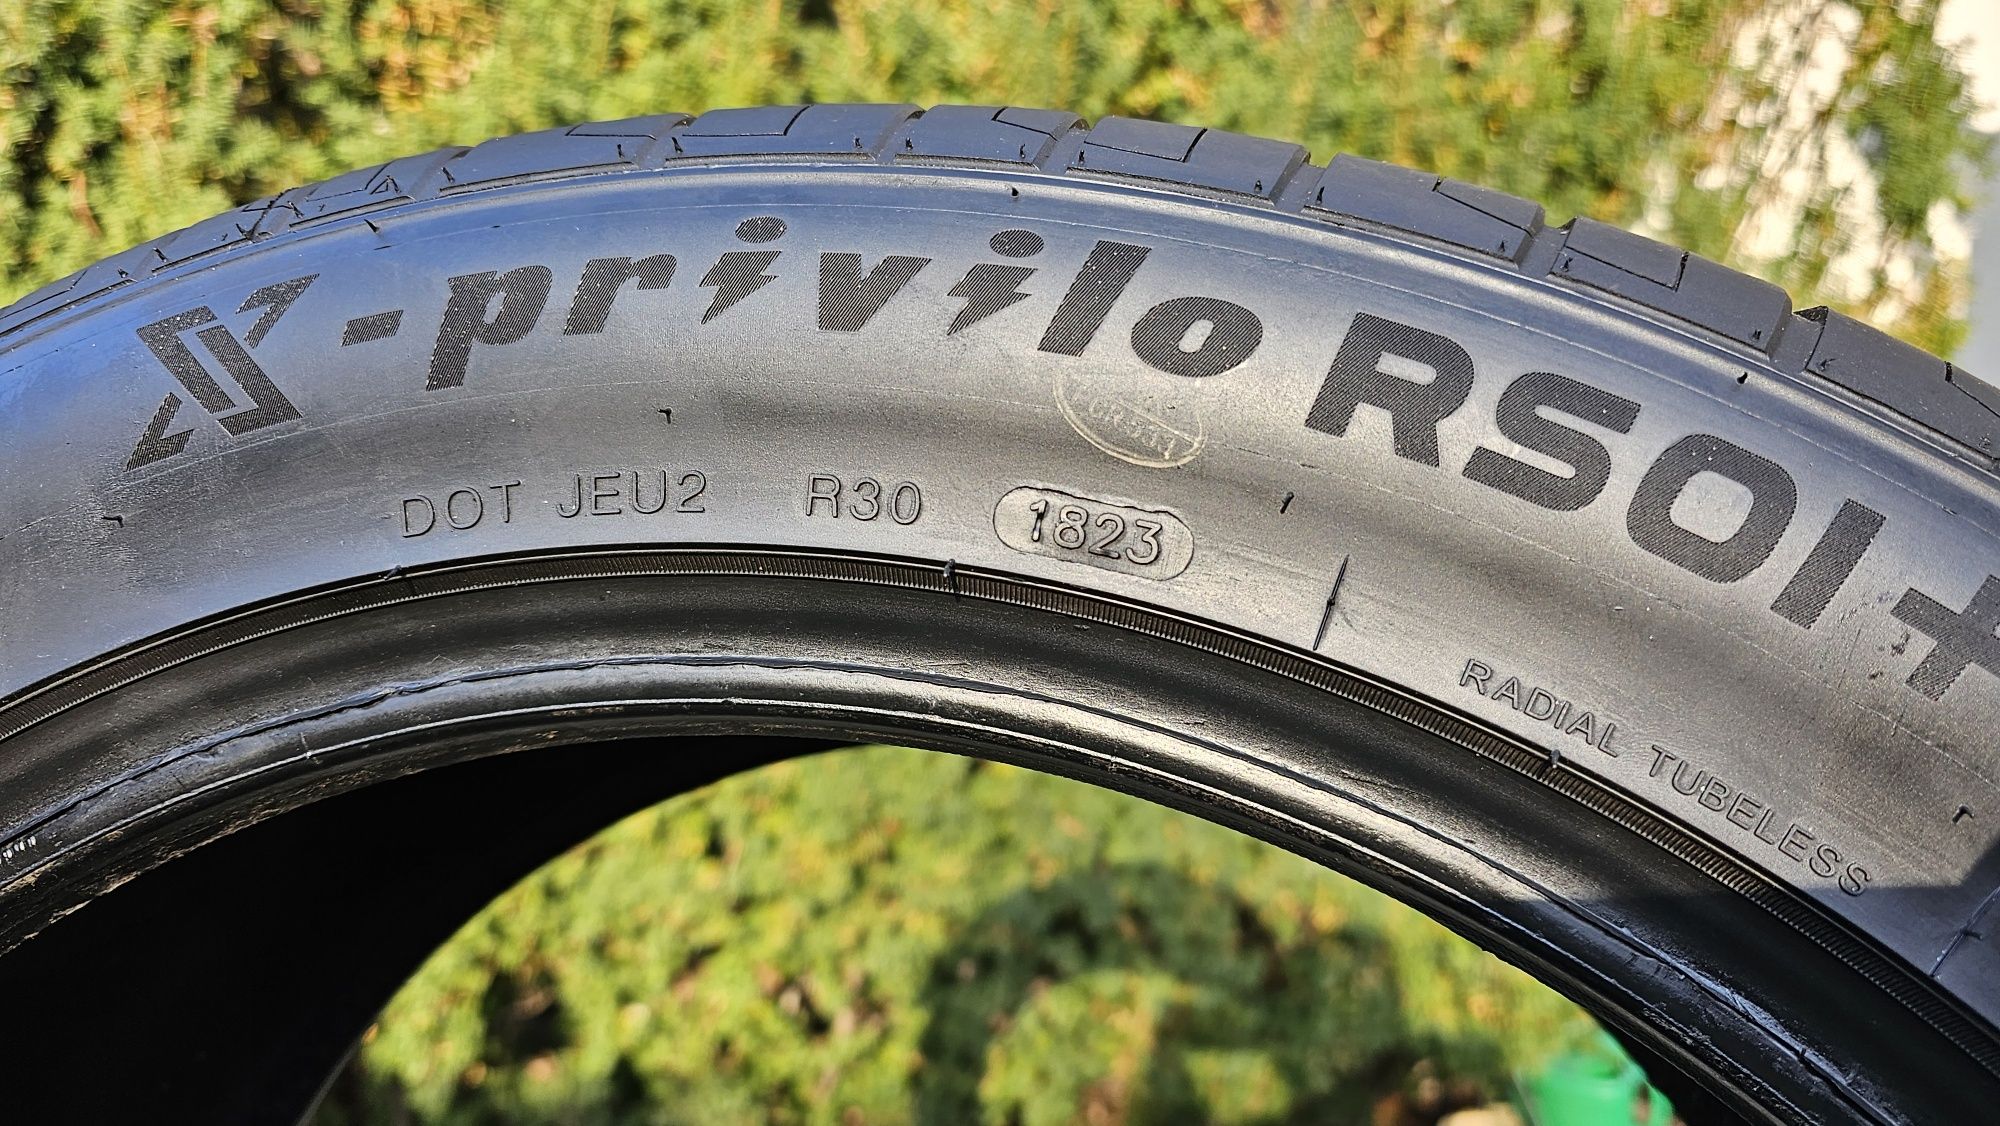 X-privilo RS01+
DOT JEU2 R30 1823
RADIAL TUBELESS